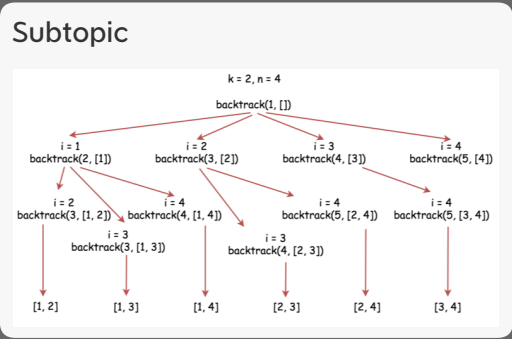 Subtopic
k = 2, n = 4
backtrack(1, [])
i = 1
backtrack(2, [1])
i = 2
backtrack(3, [2])
i = 3
backtrack(4, [3])
i = 4
backtrack(5, [4])
i = 2
backtrack(3, [1, 2])
i = 4
backtrack(4, [1, 4])
i = 4
backtrack(5, [2, 4])
i = 4
backtrack(5, [3, 4])
i = 3
backtrack(3, [1, 3])
i = 3
backtrack(4, [2, 3])
[1, 2]
[1, 3]
[1, 4]
[2, 3]
[2, 4]
[3, 4]